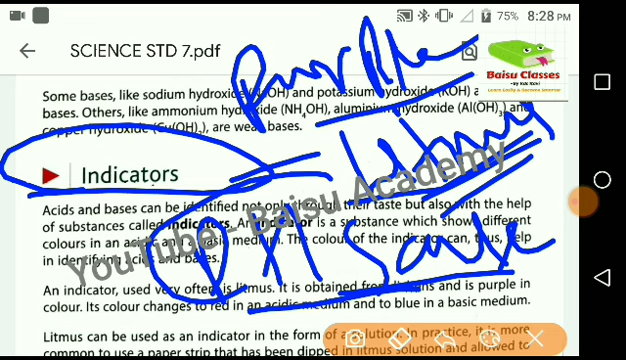 8:28 PM
75%
SCIENCE STD 7.pdf
Baisu Classes
Some bases, like sodium hydroxide (NaOH) and potassium hydroxide (KOH)
bases. Others, like ammonium hydroxide (NH₄OH), aluminium hydroxide (Al(OH)₃) and
copper hydroxide (Cu(OH)₂), are weak bases.
Purple
Litmus
PH Scale
Indicators
Acids and bases can be identified not only through their taste but also with the help
of substances called indicators. An indicator is a substance which shows different
colours in an acidic and a basic medium. The colour of the indicator can, thus, help
in identifying acids and bases.
YouTube - Baisu Academy
An indicator, used very often is litmus. It is obtained from lichens and is purple in
colour. Its colour changes to red in an acidic medium and to blue in a basic medium.
Litmus can be used as an indicator in the form of a solution. In practice, it is more
common to use a paper strip that has been dipped in litmus solution and allowed to